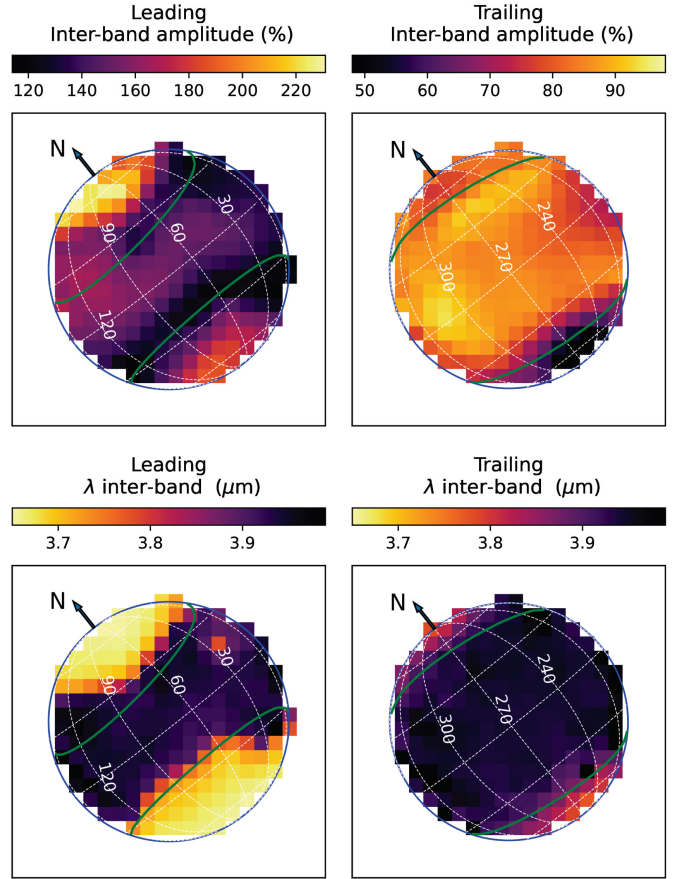 Leading
Inter-band amplitude (%)
120 140 160 180 200 220
N
30
60
90
120
Trailing
Inter-band amplitude (%)
50 60 70 80 90
N
240
270
300
Leading
λ inter-band (μm)
3.7 3.8 3.9
N
30
60
90
120
Trailing
λ inter-band (μm)
3.7 3.8 3.9
N
240
270
300